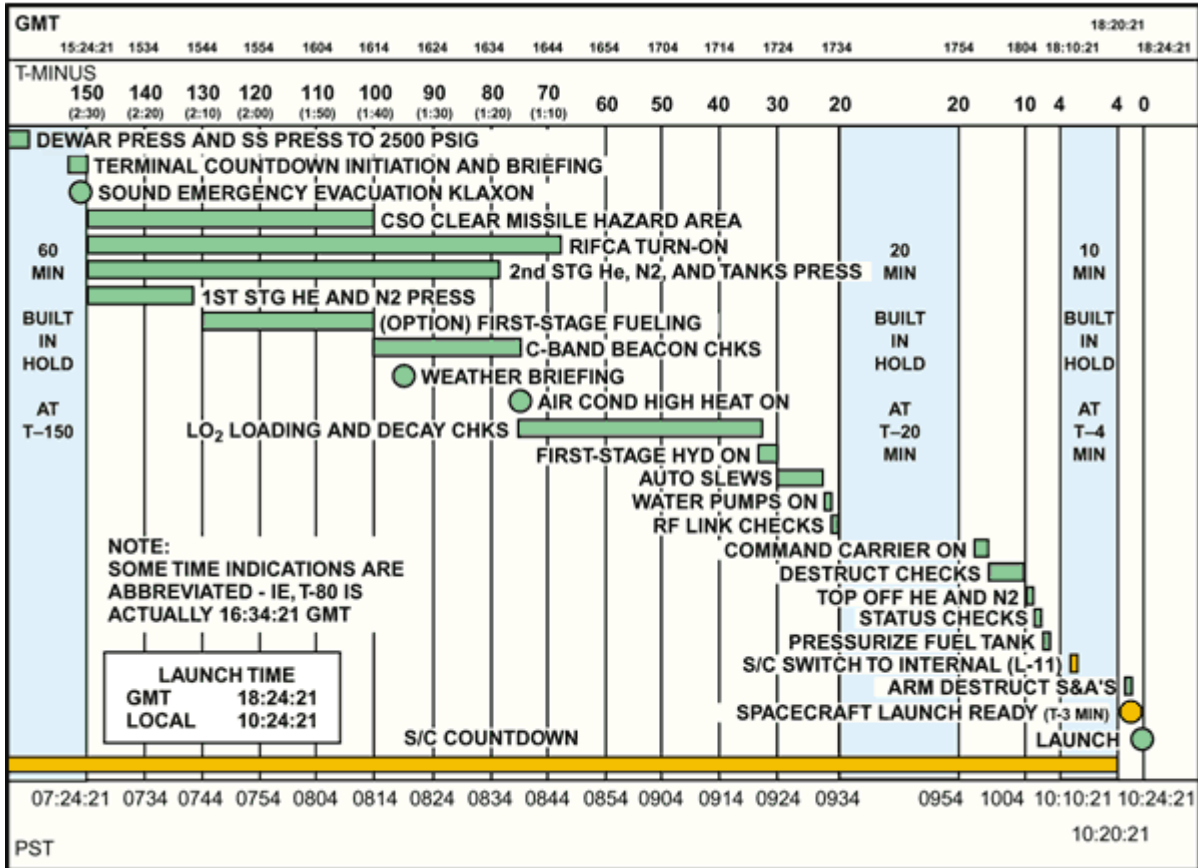 GMT
18:20:21
15:24:21 1534 1544 1554 1604 1614 1624 1634 1644 1654 1704 1714 1724 1734 1754 1804 18:10:21 18:24:21
T-MINUS
150 140 130 120 110 100 90 80 70 60 50 40 30 20 20 10 4 4 0
(2:30) (2:20) (2:10) (2:00) (1:50) (1:40) (1:30) (1:20) (1:10)
DEWAR PRESS AND SS PRESS TO 2500 PSIG
TERMINAL COUNTDOWN INITIATION AND BRIEFING
SOUND EMERGENCY EVACUATION KLAXON
CSO CLEAR MISSILE HAZARD AREA
RIFCA TURN-ON
2nd STG He, N2, AND TANKS PRESS
1ST STG HE AND N2 PRESS
(OPTION) FIRST-STAGE FUELING
C-BAND BEACON CHKS
WEATHER BRIEFING
AIR COND HIGH HEAT ON
LO2 LOADING AND DECAY CHKS
FIRST-STAGE HYD ON
AUTO SLEWS
WATER PUMPS ON
RF LINK CHECKS
COMMAND CARRIER ON
DESTRUCT CHECKS
TOP OFF HE AND N2
STATUS CHECKS
PRESSURIZE FUEL TANK
S/C SWITCH TO INTERNAL (L-11)
ARM DESTRUCT S&A'S
SPACECRAFT LAUNCH READY (T-3 MIN)
LAUNCH
60
MIN
BUILT
IN
HOLD
AT
T–150
20
MIN
BUILT
IN
HOLD
AT
T–20
MIN
10
MIN
BUILT
IN
HOLD
AT
T–4
MIN
NOTE:
SOME TIME INDICATIONS ARE
ABBREVIATED - IE, T-80 IS
ACTUALLY 16:34:21 GMT
LAUNCH TIME
GMT 18:24:21
LOCAL 10:24:21
S/C COUNTDOWN
07:24:21 0734 0744 0754 0804 0814 0824 0834 0844 0854 0904 0914 0924 0934 0954 1004 10:10:21 10:24:21
10:20:21
PST